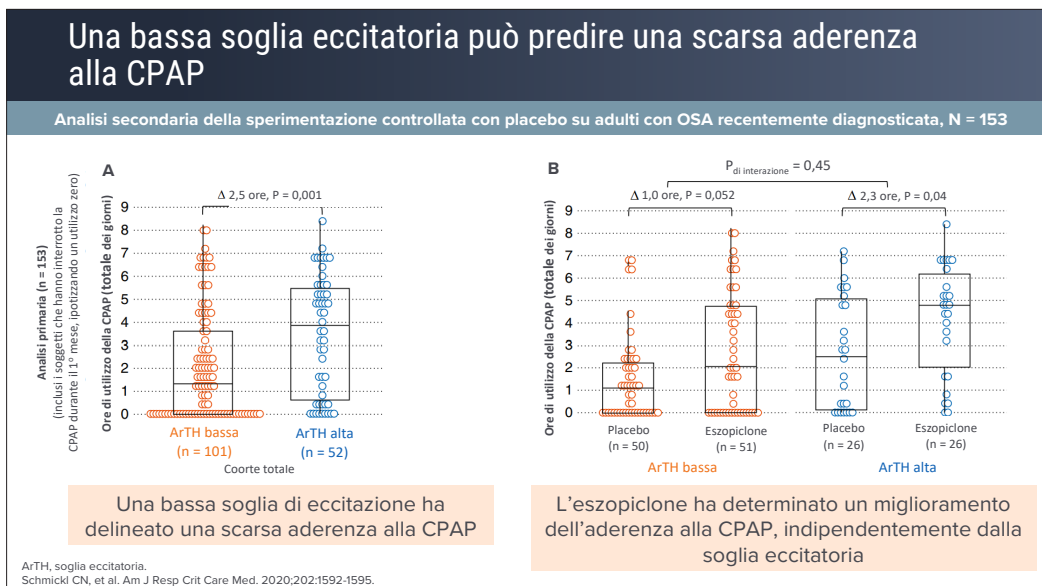 Una bassa soglia eccitatoria può predire una scarsa aderenza
alla CPAP
Analisi secondaria della sperimentazione controllata con placebo su adulti con OSA recentemente diagnosticata, N = 153
A
Δ 2,5 ore, P = 0,001
Analisi primaria (n = 153)
(inclusi i soggetti che hanno interrotto la
CPAP durante il 1º mese, ipotizzando un utilizzo zero)
Ore di utilizzo della CPAP (totale dei giorni)
9
8
7
6
5
4
3
2
1
0
ArTH bassa
(n = 101)
ArTH alta
(n = 52)
Coorte totale
B
P di interazione = 0,45
Δ 1,0 ore, P = 0,052
Δ 2,3 ore, P = 0,04
Ore di utilizzo della CPAP (totale dei giorni)
9
8
7
6
5
4
3
2
1
0
Placebo
(n = 50)
Eszopiclone
(n = 51)
Placebo
(n = 26)
Eszopiclone
(n = 26)
ArTH bassa
ArTH alta
Una bassa soglia di eccitazione ha
delineato una scarsa aderenza alla CPAP
L'eszopiclone ha determinato un miglioramento
dell'aderenza alla CPAP, indipendentemente dalla
soglia eccitatoria
ArTH, soglia eccitatoria.
Schmickl CN, et al. Am J Resp Crit Care Med. 2020;202:1592-1595.